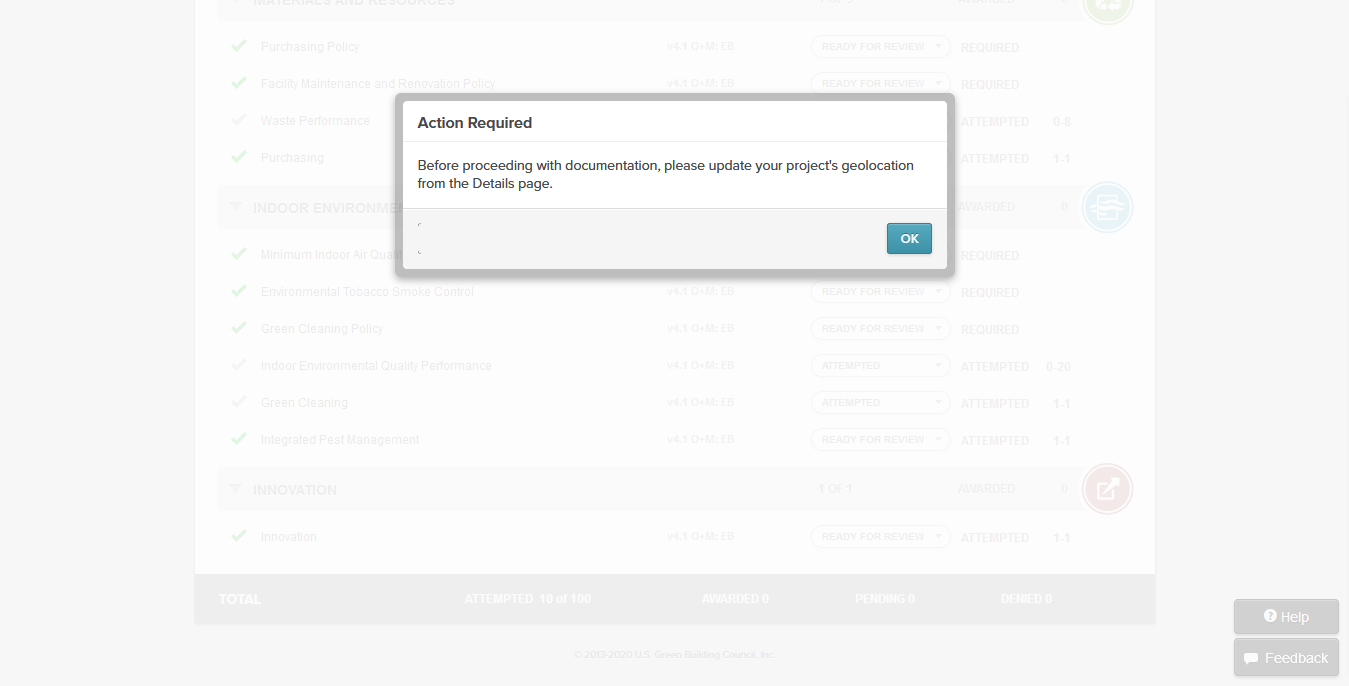 MATERIALS AND RESOURCES AWARDED 0
Purchasing Policy v4.1 O+M: EB READY FOR REVIEW REQUIRED
Facility Maintenance and Renovation Policy v4.1 O+M: EB READY FOR REVIEW REQUIRED
Action Required
Waste Performance ATTEMPTED 0-8
Purchasing ATTEMPTED 1-1
Before proceeding with documentation, please update your project's geolocation
from the Details page.
INDOOR ENVIRONMEN AWARDED 0
OK
Minimum Indoor Air Qualit REQUIRED
Environmental Tobacco Smoke Control v4.1 O+M: EB READY FOR REVIEW REQUIRED
Green Cleaning Policy v4.1 O+M: EB READY FOR REVIEW REQUIRED
Indoor Environmental Quality Performance v4.1 O+M: EB ATTEMPTED ATTEMPTED 0-20
Green Cleaning v4.1 O+M: EB ATTEMPTED ATTEMPTED 1-1
Integrated Pest Management v4.1 O+M: EB READY FOR REVIEW ATTEMPTED 1-1
INNOVATION 1 OF 1 AWARDED 0
Innovation v4.1 O+M: EB READY FOR REVIEW ATTEMPTED 1-1
TOTAL ATTEMPTED 10 of 100 AWARDED 0 PENDING 0 DENIED 0
© 2013-2020 U.S. Green Building Council, Inc.
Help
Feedback